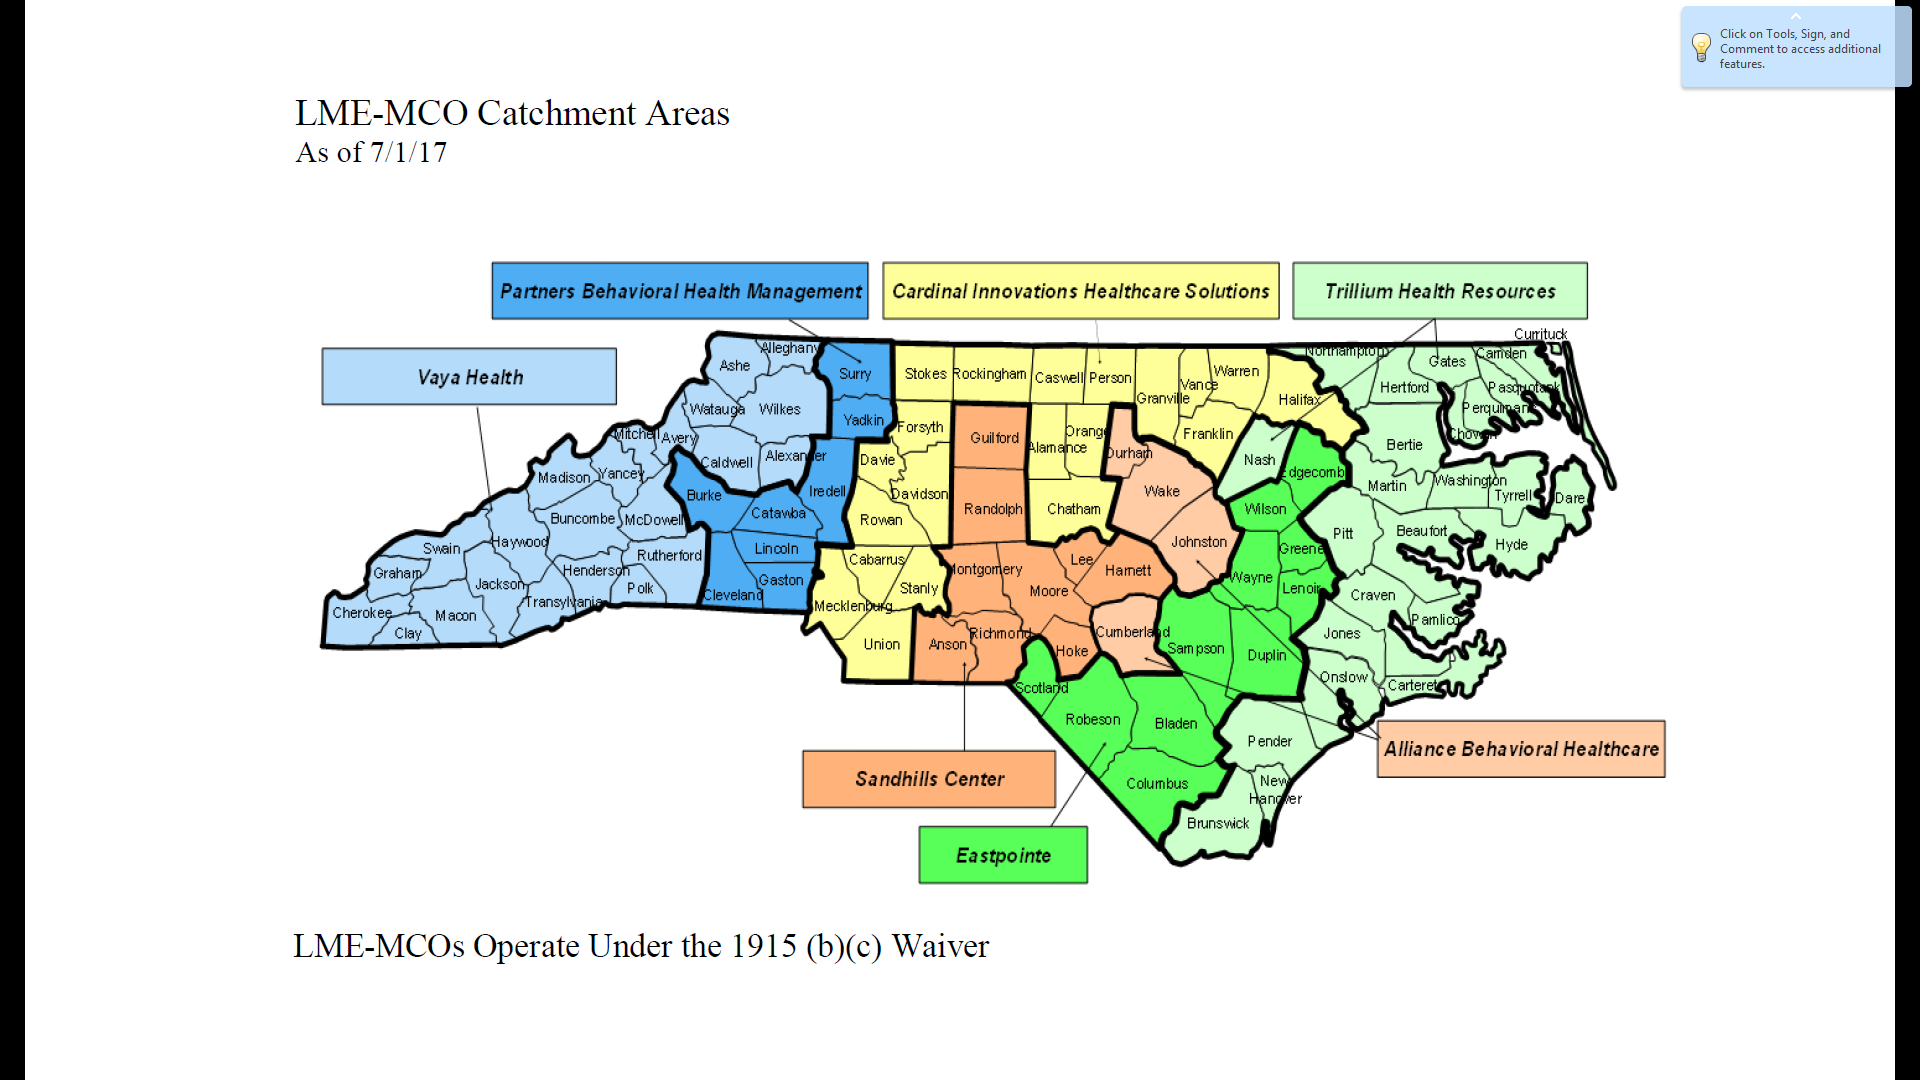 Click on Tools, Sign, and
Comment to access additional
features.
LME-MCO Catchment Areas
As of 7/1/17
Partners Behavioral Health Management
Cardinal Innovations Healthcare Solutions
Trillium Health Resources
Vaya Health
Currituck
Alleghany
Ashe
Surry
Stokes
Rockingham
Caswell
Person
Granville
Vance
Warren
Halifax
Northampton
Gates
Camden
Hertford
Pasquotank
Perquimans
Chowan
Watauga
Wilkes
Yadkin
Forsyth
Guilford
Alamance
Orange
Durham
Franklin
Nash
Bertie
Mitchell
Avery
Caldwell
Alexander
Davie
Edgecomb
Madison
Yancey
Burke
Iredell
Davidson
Wake
Martin
Washington
Tyrrell
Dare
Buncombe
McDowell
Catawba
Rowan
Randolph
Chatham
Wilson
Pitt
Beaufort
Hyde
Swain
Haywood
Rutherford
Lincoln
Cabarrus
Lee
Johnston
Greene
Graham
Jackson
Henderson
Polk
Cleveland
Gaston
Stanly
Montgomery
Moore
Harnett
Wayne
Lenoir
Craven
Cherokee
Macon
Transylvania
Mecklenburg
Pamlico
Clay
Union
Anson
Richmond
Hoke
Cumberland
Sampson
Duplin
Jones
Onslow
Carteret
Scotland
Robeson
Bladen
Pender
Columbus
New
Hanover
Brunswick
Alliance Behavioral Healthcare
Sandhills Center
Eastpointe
LME-MCOs Operate Under the 1915 (b)(c) Waiver